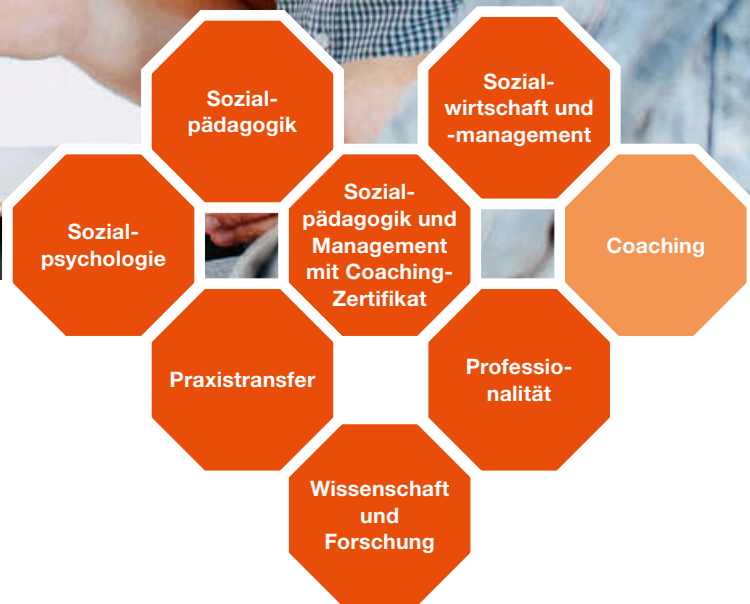 Sozial-
pädagogik
Sozial-
wirtschaft und
-management
Sozial-
psychologie
Sozial-
pädagogik und
Management
mit Coaching-
Zertifikat
Coaching
Praxistransfer
Professio-
nalität
Wissenschaft
und
Forschung